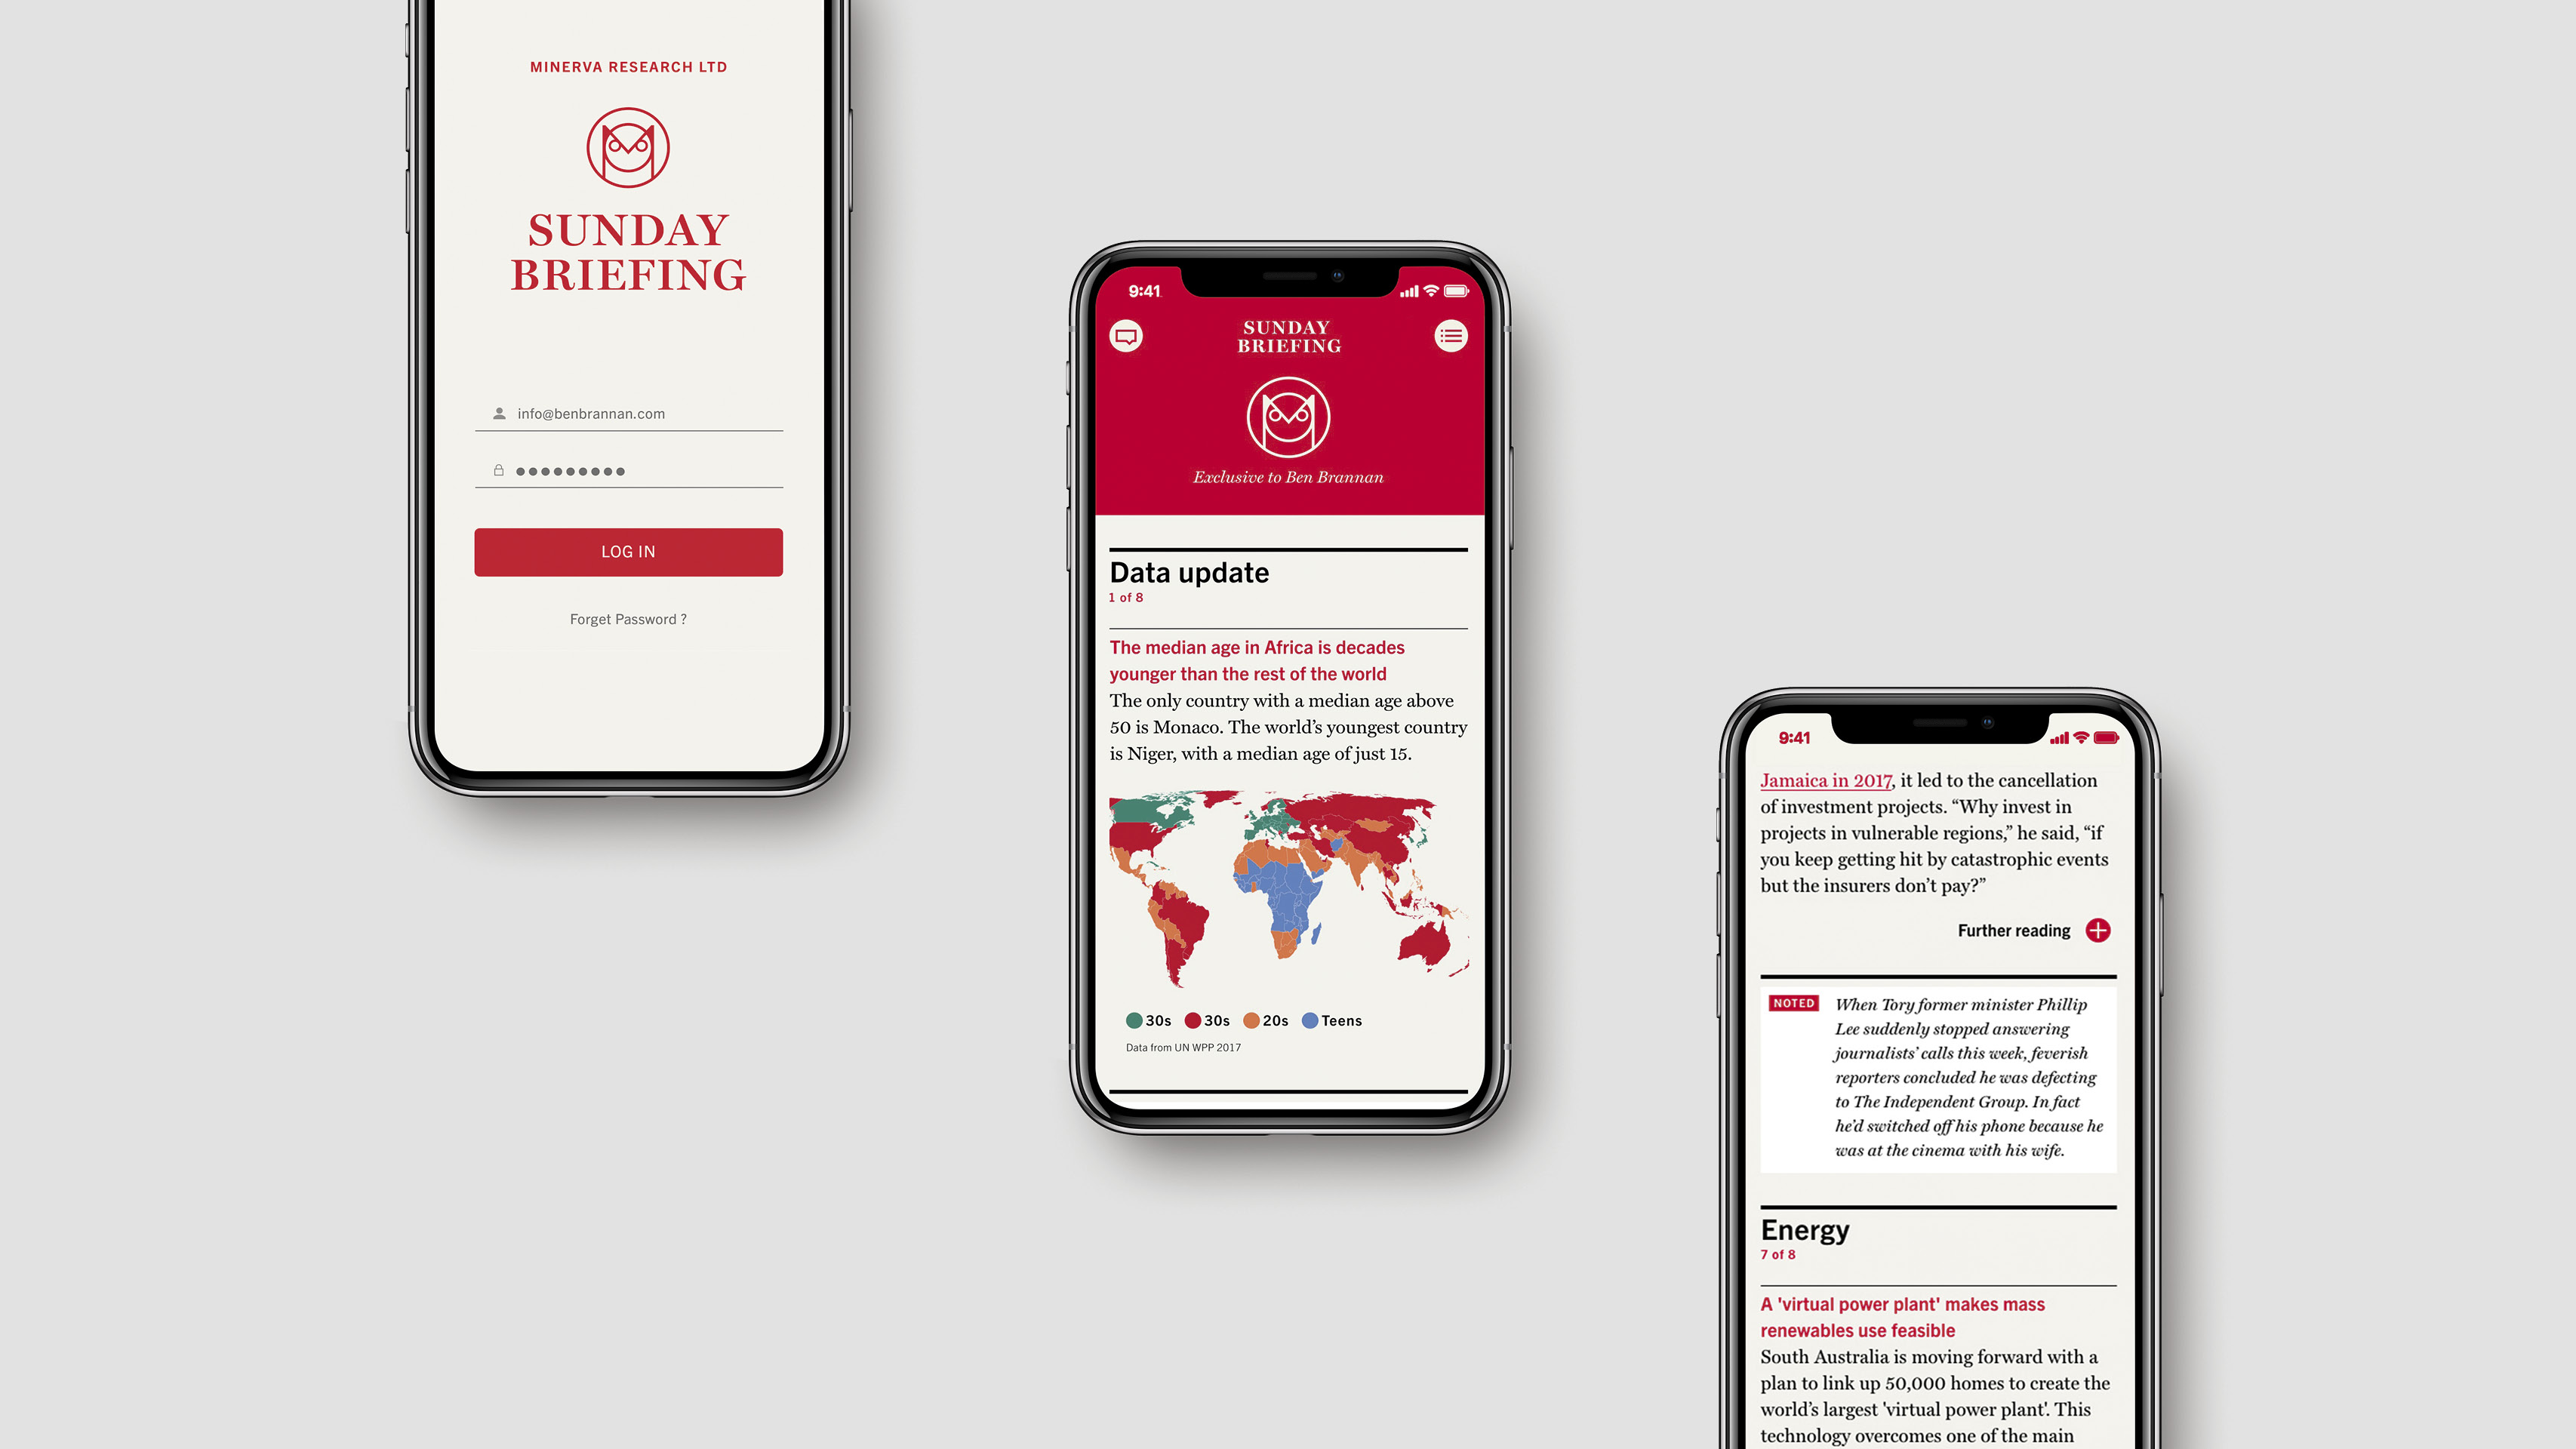 MINERVA RESEARCH LTD
SUNDAY
BRIEFING
info@benbrannan.com
LOG IN
Forget Password ?
9:41
SUNDAY
BRIEFING
Exclusive to Ben Brannan
Data update
1 of 8
The median age in Africa is decades
younger than the rest of the world
The only country with a median age above
50 is Monaco. The world’s youngest country
is Niger, with a median age of just 15.
30s 30s 20s Teens
Data from UN WPP 2017
9:41
Jamaica in 2017, it led to the cancellation
of investment projects. “Why invest in
projects in vulnerable regions,” he said, “if
you keep getting hit by catastrophic events
but the insurers don’t pay?”
Further reading
NOTED
When Tory former minister Phillip
Lee suddenly stopped answering
journalists’ calls this week, feverish
reporters concluded he was defecting
to The Independent Group. In fact
he’d switched off his phone because he
was at the cinema with his wife.
Energy
7 of 8
A 'virtual power plant' makes mass
renewables use feasible
South Australia is moving forward with a
plan to link up 50,000 homes to create the
world’s largest 'virtual power plant'. This
technology overcomes one of the main